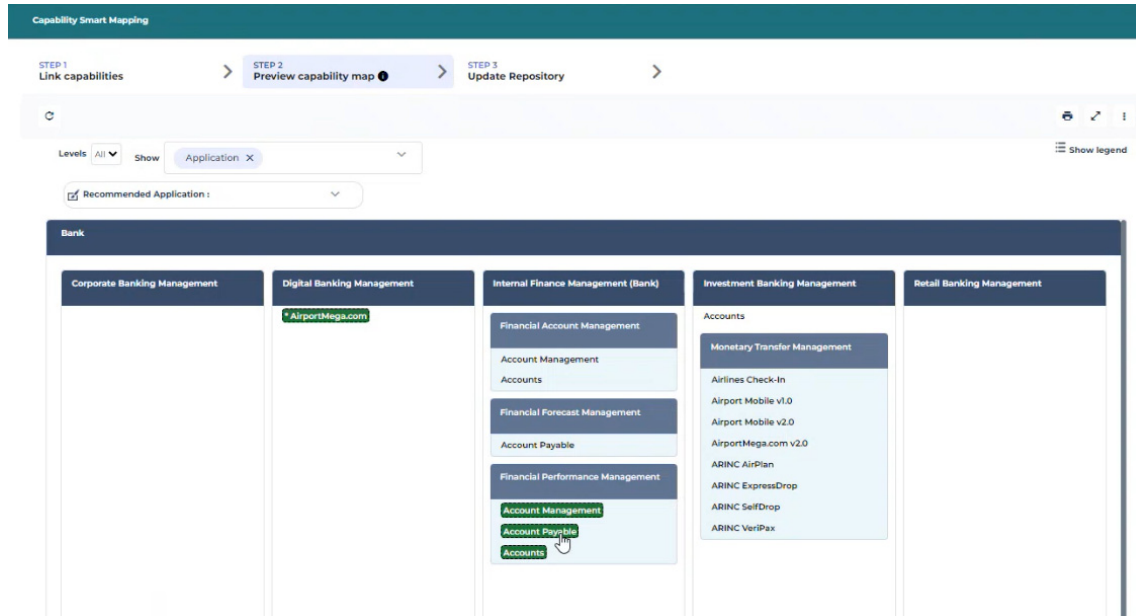 Capability Smart Mapping
STEP 1
Link capabilities
STEP 2
Preview capability map
STEP 3
Update Repository
Levels All Show Application X
Show legend
Recommended Application :
Bank
Corporate Banking Management
Digital Banking Management
* AirportMega.com
Internal Finance Management (Bank)
Financial Account Management
Account Management
Accounts
Financial Forecast Management
Account Payable
Financial Performance Management
Account Management
Account Payable
Accounts
Investment Banking Management
Accounts
Monetary Transfer Management
Airlines Check-In
Airport Mobile v1.0
Airport Mobile v2.0
AirportMega.com v2.0
ARINC AirPlan
ARINC ExpressDrop
ARINC SelfDrop
ARINC VeriPax
Retail Banking Management